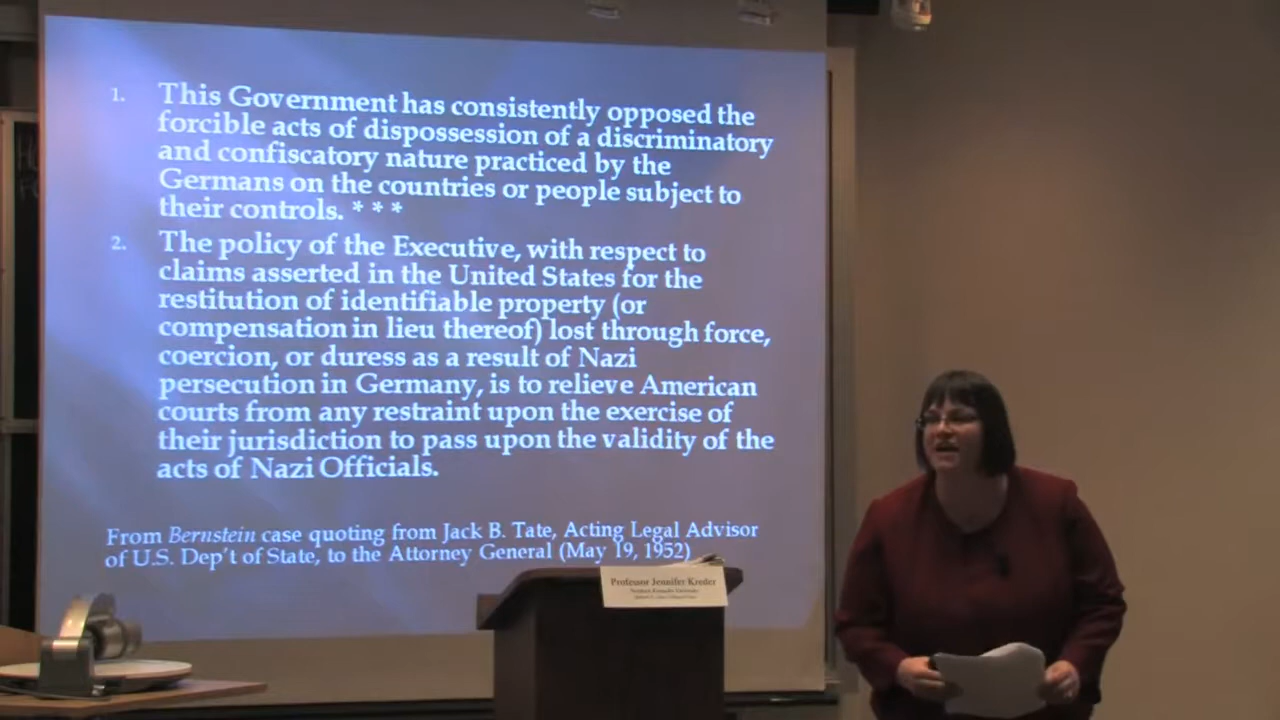 1. This Government has consistently opposed the
forcible acts of dispossession of a discriminatory
and confiscatory nature practiced by the
Germans on the countries or people subject to
their controls. * * *
2. The policy of the Executive, with respect to
claims asserted in the United States for the
restitution of identifiable property (or
compensation in lieu thereof) lost through force,
coercion, or duress as a result of Nazi
persecution in Germany, is to relieve American
courts from any restraint upon the exercise of
their jurisdiction to pass upon the validity of the
acts of Nazi Officials.
From Bernstein case quoting from Jack B. Tate, Acting Legal Advisor
of U.S. Dep't of State, to the Attorney General (May 19, 1952)
Professor Jennifer Kreder